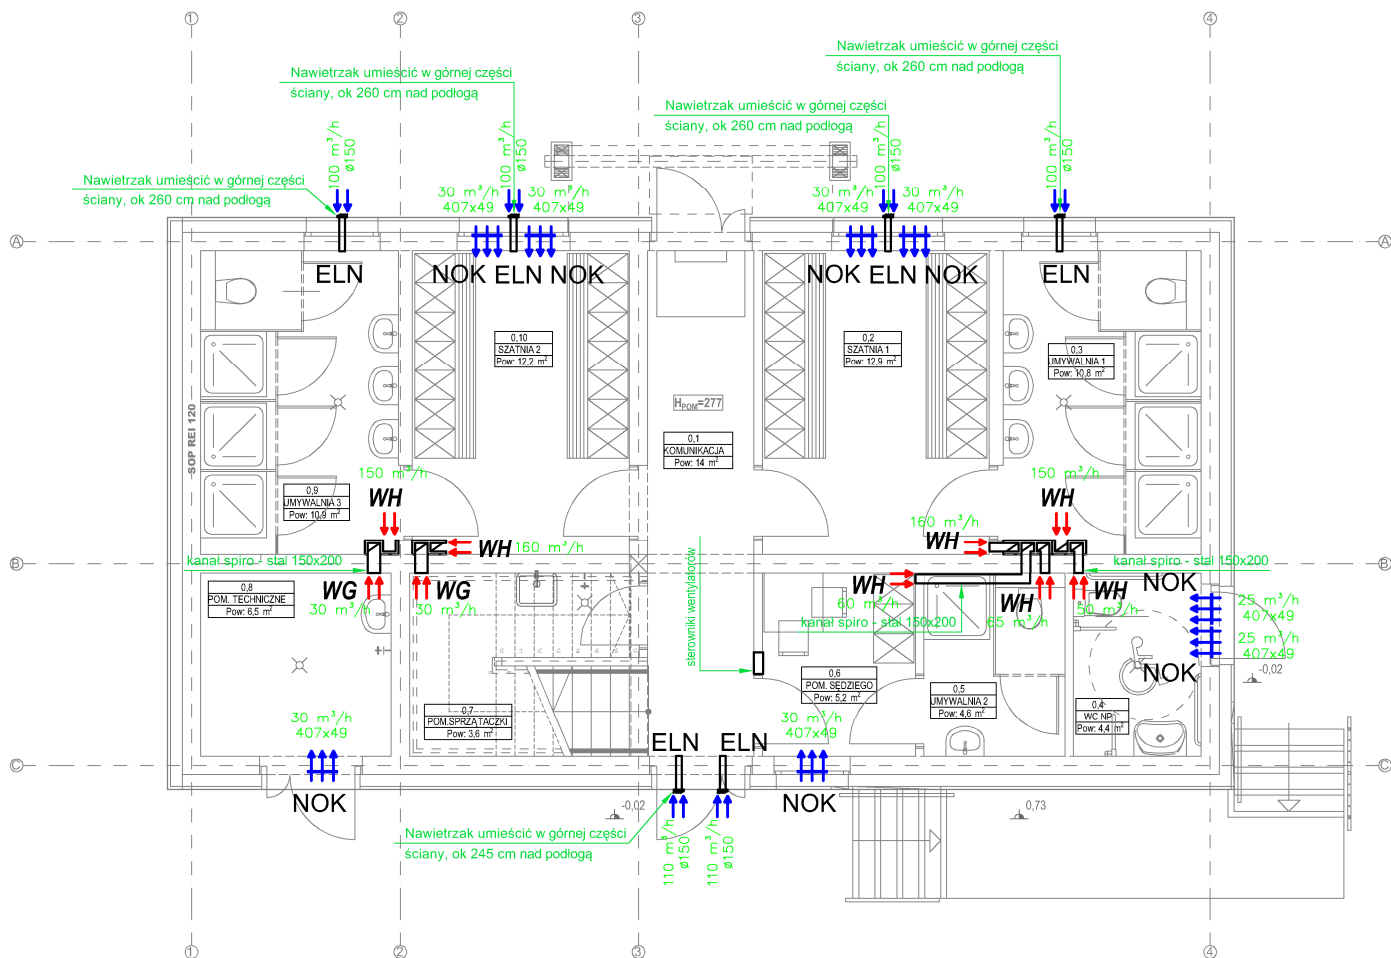 1
2
3
4
Nawietrzak umieścić w górnej części
ściany, ok 260 cm nad podłogą
Nawietrzak umieścić w górnej części
ściany, ok 260 cm nad podłogą
Nawietrzak umieścić w górnej części
ściany, ok 260 cm nad podłogą
Nawietrzak umieścić w górnej części
ściany, ok 260 cm nad podłogą
100 m³/h
ø150
100 m³/h
ø150
100 m³/h
ø150
100 m³/h
ø150
30 m³/h
407x49
30 m³/h
407x49
30 m³/h
407x49
30 m³/h
407x49
A
A
ELN
NOK
ELN
NOK
NOK
ELN
NOK
ELN
0,10
SZATNIA 2
Pow: 12,2 m²
0,2
SZATNIA 1
Pow: 12,9 m²
0,3
UMYWALNIA 1
Pow: 10,8 m²
HPOM=277
SOP REI 120
0,1
KOMUNIKACJA
Pow: 14 m²
150 m³/h
WH
150 m³/h
WH
0,9
UMYWALNIA 3
Pow: 10,9 m²
160 m³/h
WH
WH
160 m³/h
B
B
kanał spiro - stal 150x200
kanał spiro - stal 150x200
0,8
POM. TECHNICZNE
Pow: 6,5 m²
WG
30 m³/h
WG
30 m³/h
sterowniki wentylatorów
WH
60 m³/h
kanał spiro - stal 150x200
WH
65 m³/h
WH
50 m³/h
NOK
25 m³/h
407x49
25 m³/h
407x49
NOK
-0,02
0,6
POM. SĘDZIEGO
Pow: 5,2 m²
0,5
UMYWALNIA 2
Pow: 4,6 m²
0,4
WC NP
Pow: 4,4 m²
0,7
POM.SPRZĄTACZKI
Pow: 3,6 m²
30 m³/h
407x49
30 m³/h
407x49
ELN
ELN
C
C
NOK
NOK
-0,02
0,73
Nawietrzak umieścić w górnej części
ściany, ok 245 cm nad podłogą
110 m³/h
ø150
110 m³/h
ø150
1
2
3
4